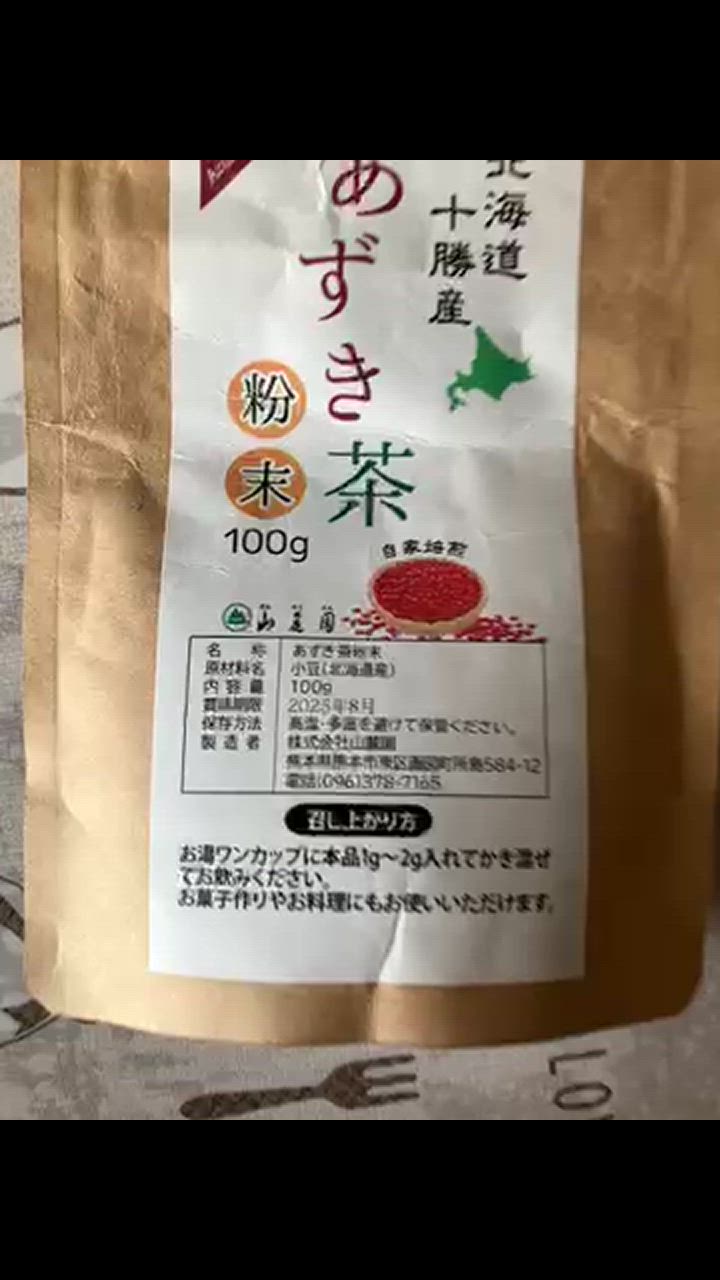 北海道
十勝産
あずき茶
粉末
100g
自家焙煎
山麓園
名 称 あずき茶粉末
原材料名 小豆(北海道産)
内容量 100g
賞味期限 2025年8月
保存方法 高温・多湿を避けて保管ください。
製造者 株式会社山麓園
熊本県熊本市東区画図町所島584-12
電話(096)378-7165
召し上がり方
お湯ワンカップに本品1g〜2g入れてかき混ぜ
てお飲みください。
お菓子作りやお料理にもお使いいただけます。